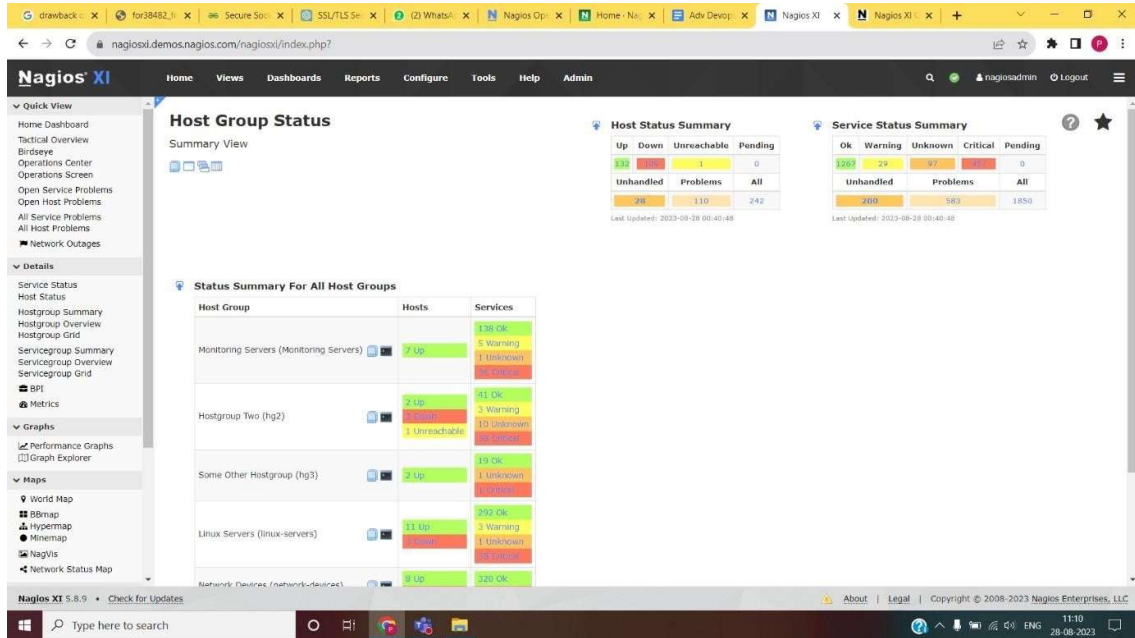 drawback c
for38482_fi
Secure Soc
SSL/TLS Se
(2) WhatsA
Nagios Op
Home - Nag
Adv Devop
Nagios XI
Nagios XI C
nagiosxi.demos.nagios.com/nagiosxi/index.php?
P
Nagios XI
Home Views Dashboards Reports Configure Tools Help Admin
nagiosadmin Logout
Quick View
Home Dashboard
Tactical Overview
Birdseye
Operations Center
Operations Screen
Open Service Problems
Open Host Problems
All Service Problems
All Host Problems
Network Outages
Details
Service Status
Host Status
Hostgroup Summary
Hostgroup Overview
Hostgroup Grid
Servicegroup Summary
Servicegroup Overview
Servicegroup Grid
BPI
Metrics
Graphs
Performance Graphs
Graph Explorer
Maps
World Map
BBmap
Hypermap
Minemap
NagVis
Network Status Map
Host Group Status
Summary View
Host Status Summary
Up Down Unreachable Pending
132 109 1 0
Unhandled Problems All
28 110 242
Last Updated: 2023-08-28 00:40:48
Service Status Summary
Ok Warning Unknown Critical Pending
1267 29 97 0
Unhandled Problems All
200 583 1850
Last Updated: 2023-08-28 00:40:48
Status Summary For All Host Groups
Host Group Hosts Services
Monitoring Servers (Monitoring Servers)
7 Up
138 Ok
5 Warning
1 Unknown
Critical
Hostgroup Two (hg2)
2 Up
Down
1 Unreachable
41 Ok
3 Warning
10 Unknown
Critical
Some Other Hostgroup (hg3)
2 Up
19 Ok
1 Unknown
1 Critical
Linux Servers (linux-servers)
11 Up
Down
292 Ok
3 Warning
1 Unknown
Critical
Network Devices (network-devices)
320 Ok
Nagios XI 5.8.9 • Check for Updates
About | Legal | Copyright © 2008-2023 Nagios Enterprises, LLC
Type here to search
ENG
11:10
28-08-2023